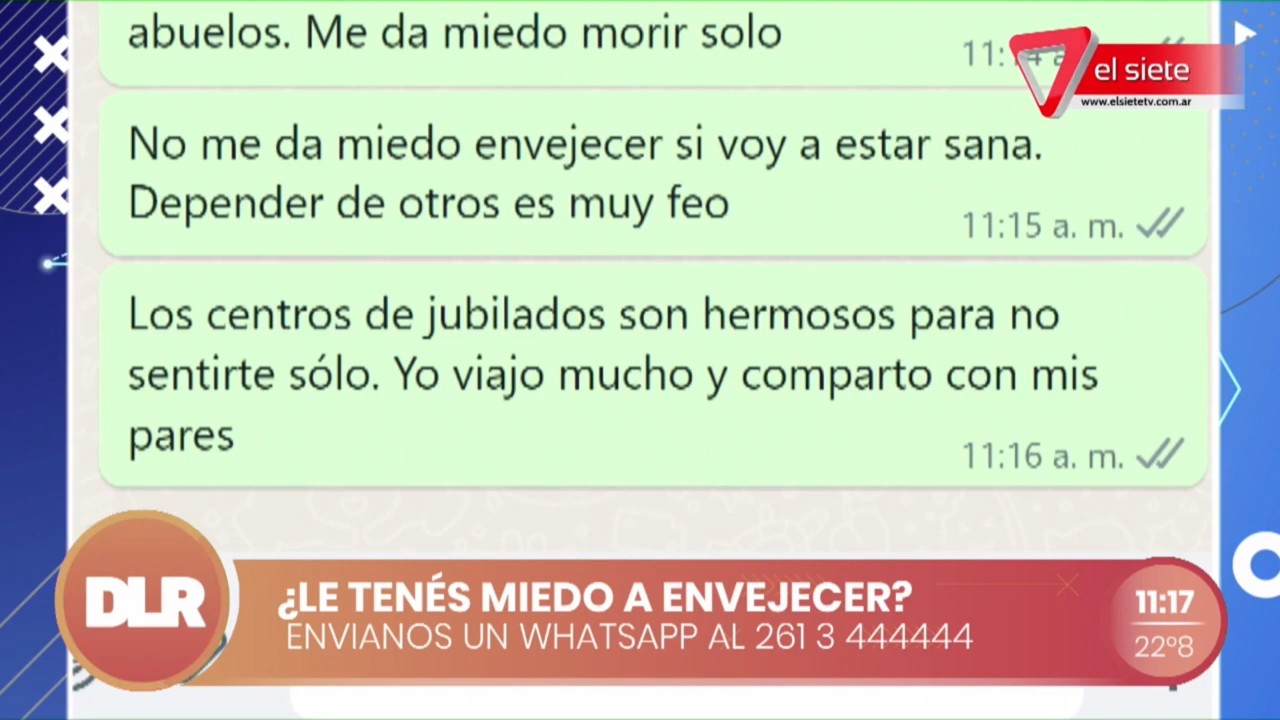 abuelos. Me da miedo morir solo
el siete
www.elsietetv.com.ar
No me da miedo envejecer si voy a estar sana.
Depender de otros es muy feo
11:15 a. m.
Los centros de jubilados son hermosos para no
sentirte sólo. Yo viajo mucho y comparto con mis
pares
11:16 a. m.
DLR
¿LE TENÉS MIEDO A ENVEJECER?
ENVIANOS UN WHATSAPP AL 261 3 444444
11:17
22º8